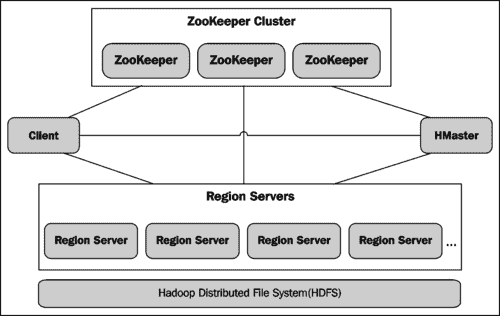 ZooKeeper Cluster
ZooKeeper ZooKeeper ZooKeeper
Client HMaster
Region Servers
Region Server Region Server Region Server Region Server ...
Hadoop Distributed File System(HDFS)